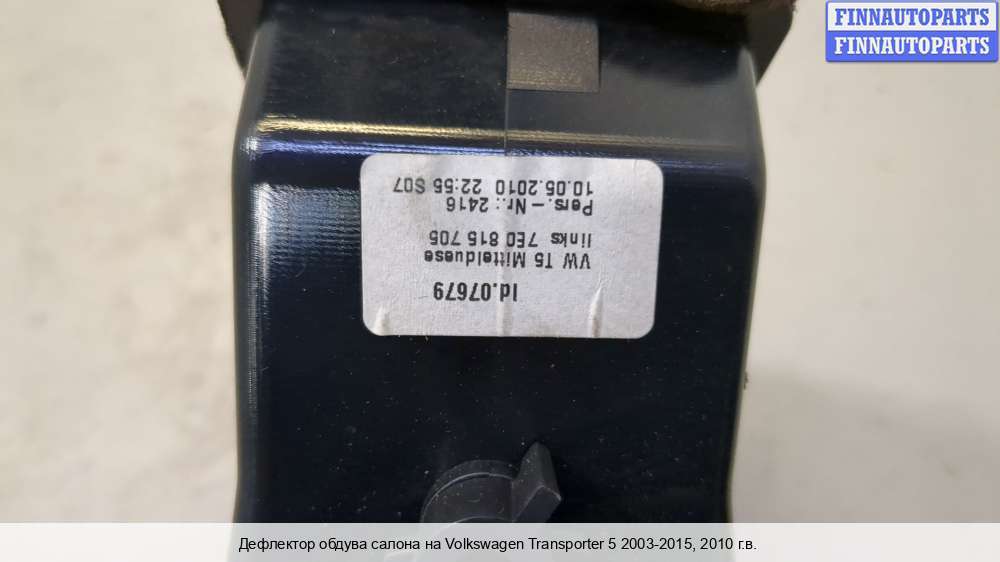 FINNAUTOPARTS
FINNAUTOPARTS
Id.07679
VW T5 Mittelduese
links 7E0 815 705
Pers.-Nr.: 2416
10.05.2010 22:55 S07
Дефлектор обдува салона на Volkswagen Transporter 5 2003-2015, 2010 г.в.